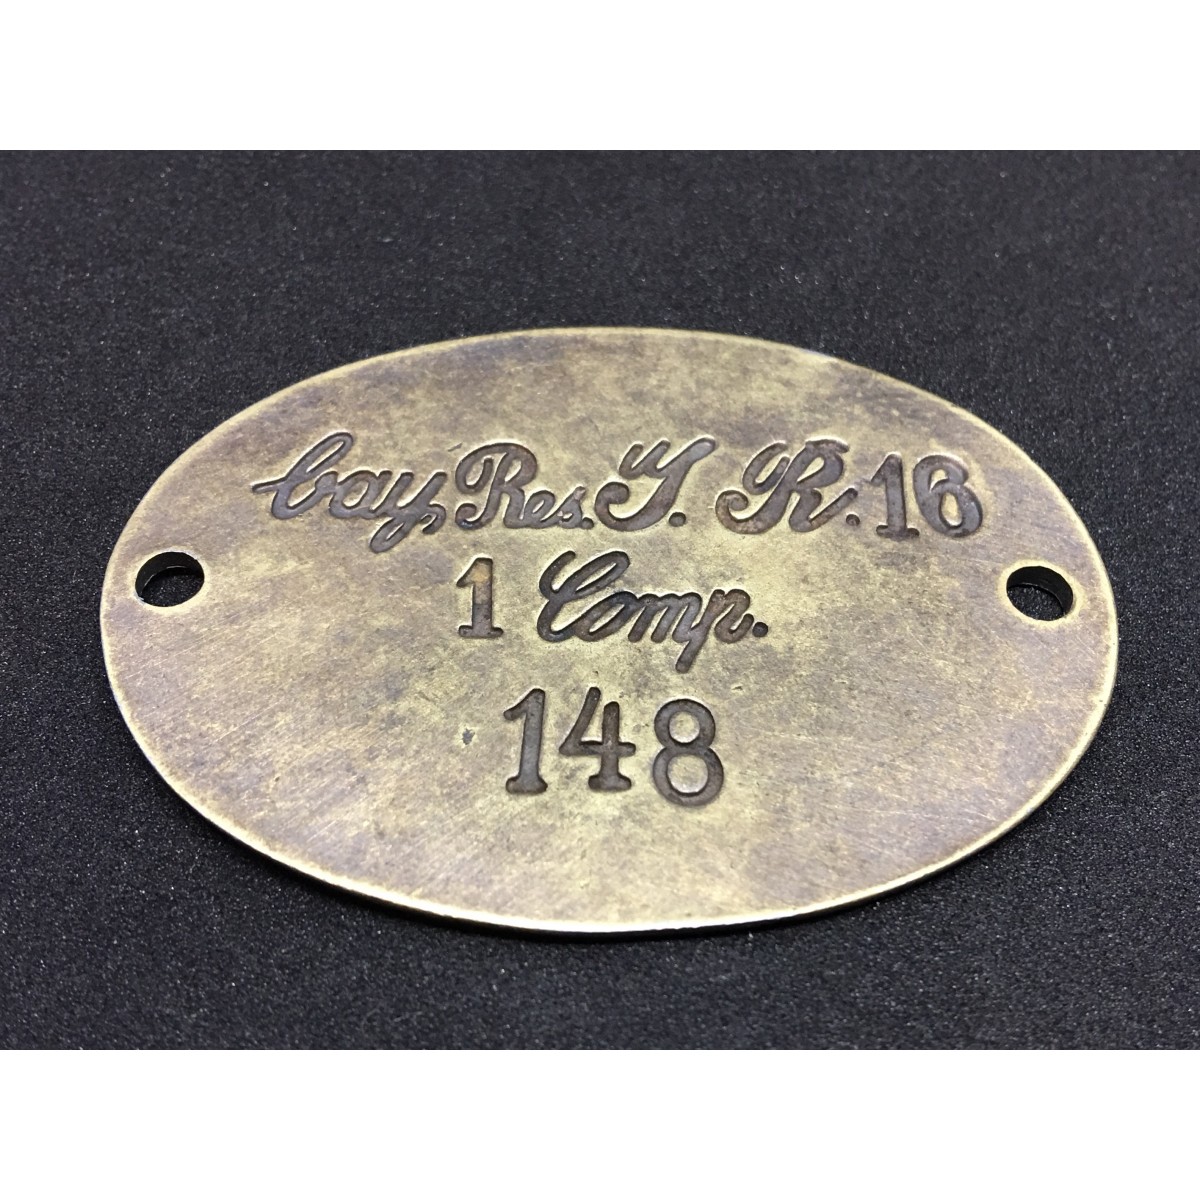 bay. Res. J. R. 16
1 Comp.
148